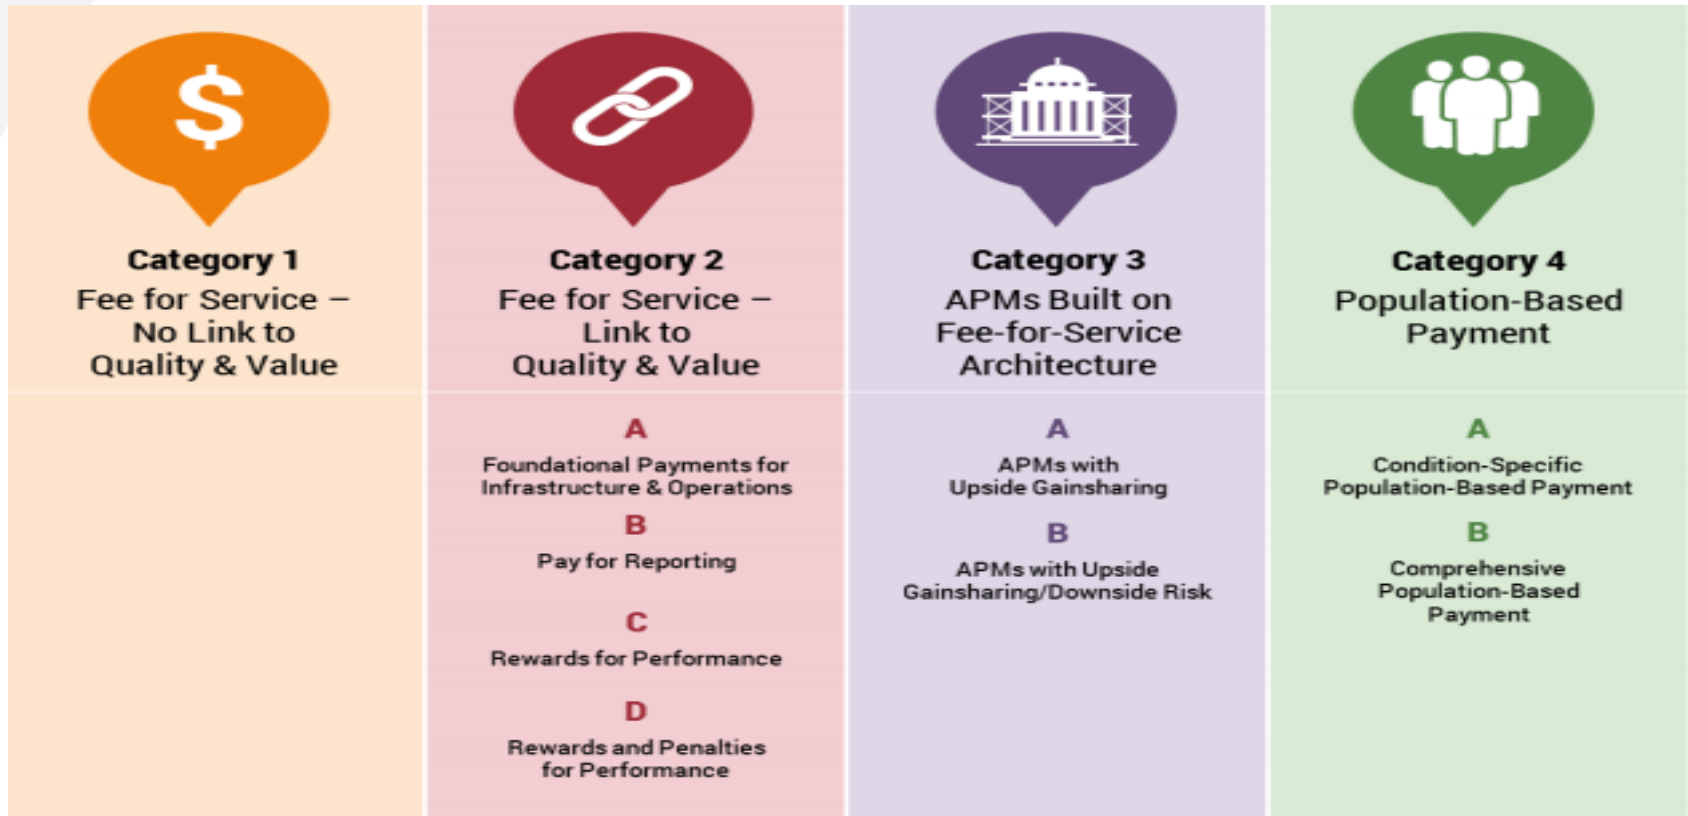 $
Category 1
Fee for Service –
No Link to
Quality & Value
Category 2
Fee for Service –
Link to
Quality & Value
A
Foundational Payments for
Infrastructure & Operations
B
Pay for Reporting
C
Rewards for Performance
D
Rewards and Penalties
for Performance
Category 3
APMs Built on
Fee-for-Service
Architecture
A
APMs with
Upside Gainsharing
B
APMs with Upside
Gainsharing/Downside Risk
Category 4
Population-Based
Payment
A
Condition-Specific
Population-Based Payment
B
Comprehensive
Population-Based
Payment